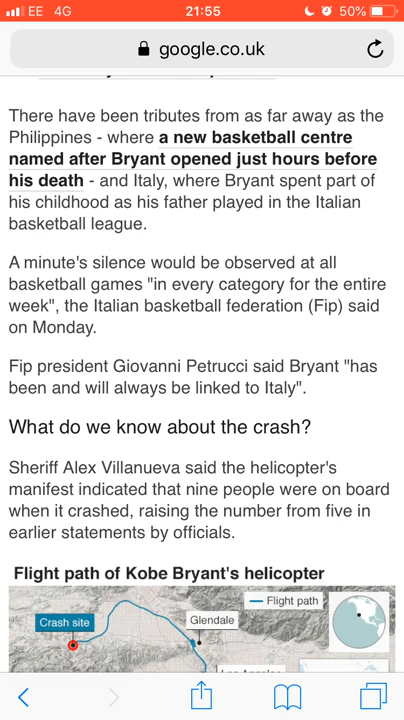 EE 4G 21:55 50%
google.co.uk
There have been tributes from as far away as the
Philippines - where a new basketball centre
named after Bryant opened just hours before
his death - and Italy, where Bryant spent part of
his childhood as his father played in the Italian
basketball league.
A minute's silence would be observed at all
basketball games "in every category for the entire
week", the Italian basketball federation (Fip) said
on Monday.
Fip president Giovanni Petrucci said Bryant "has
been and will always be linked to Italy".
What do we know about the crash?
Sheriff Alex Villanueva said the helicopter's
manifest indicated that nine people were on board
when it crashed, raising the number from five in
earlier statements by officials.
Flight path of Kobe Bryant's helicopter
Flight path
Crash site
Glendale